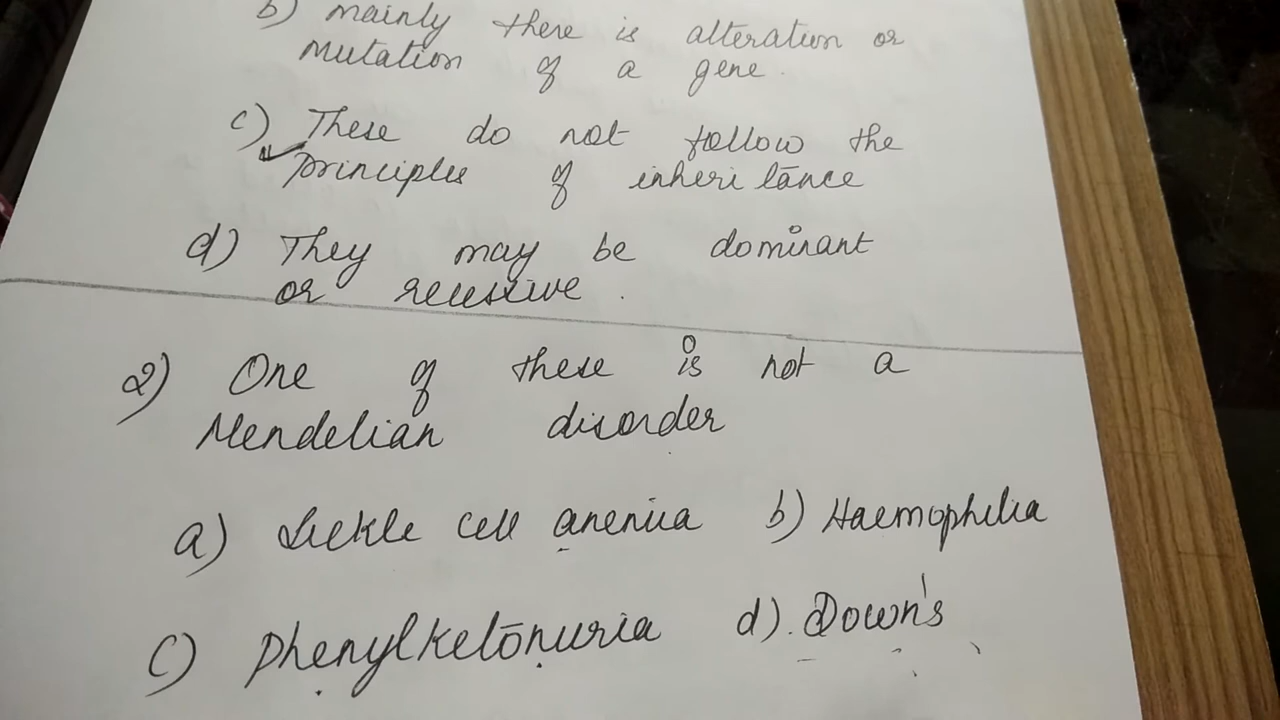 b) mainly there is alteration or
mutation of a gene.
c) These do not follow the
principles of inheritance
d) They may be dominant
or recessive.
2) One of these is not a
Mendelian disorder
a) Sickle cell anemia b) Haemophilia
c) Phenylketonuria d). Down's